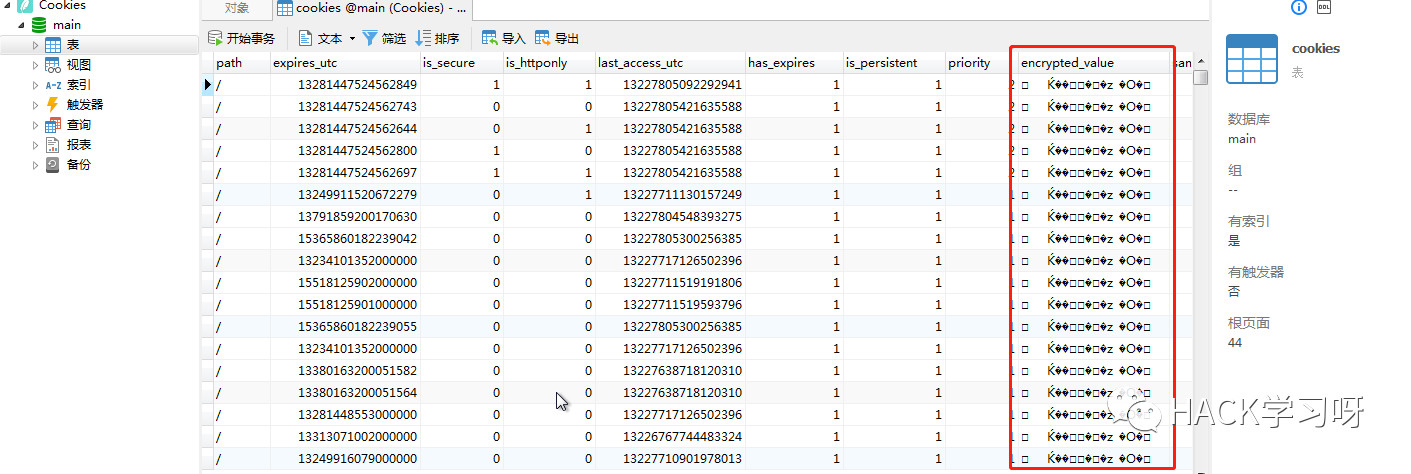 Cookies
main
表
视图
索引
触发器
查询
报表
备份
对象 cookies @main (Cookies) - ...
开始事务 文本 筛选 排序 导入 导出
path expires_utc is_secure is_httponly last_access_utc has_expires is_persistent priority encrypted_value san
/ 13281447524562849 1 1 13227805092292941 1 1 2
/ 13281447524562743 0 0 13227805421635588 1 1 2
/ 13281447524562644 0 1 13227805421635588 1 1 2
/ 13281447524562800 1 0 13227805421635588 1 1 2
/ 13281447524562697 1 1 13227805421635588 1 1 2
/ 13249911520672279 0 1 13227711130157249 1 1 1
/ 13791859200170630 0 0 13227804548393275 1 1 1
/ 15365860182239042 0 0 13227805300256385 1 1 1
/ 13234101352000000 0 0 13227717126502396 1 1 1
/ 15518125902000000 0 0 13227711519191806 1 1 1
/ 15518125901000000 0 0 13227711519593796 1 1 1
/ 15365860182239055 0 0 13227805300256385 1 1 1
/ 13234101352000000 0 0 13227717126502396 1 1 1
/ 13380163200051582 0 0 13227638718120310 1 1 1
/ 13380163200051564 0 0 13227638718120310 1 1 1
/ 13281448553000000 0 0 13227717126502396 1 1 1
/ 13313071002000000 0 0 13226767744483324 1 1 1
/ 13249916079000000 0 0 13227710901978013 1 1 1
DDL
cookies
表
数据库
main
组
--
有索引
是
有触发器
否
根页面
44
HACK学习呀